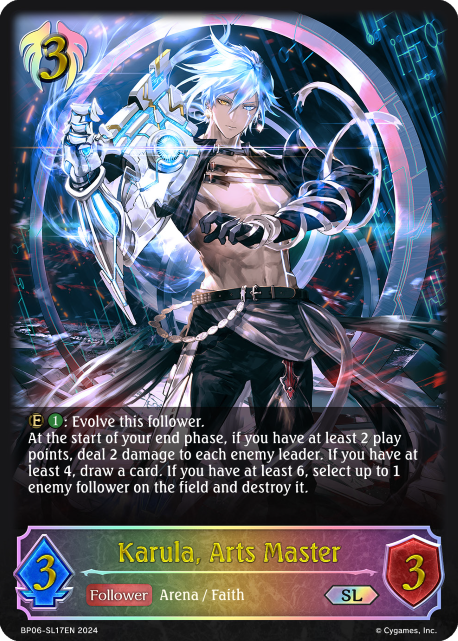 3
E 1: Evolve this follower.
At the start of your end phase, if you have at least 2 play
points, deal 2 damage to each enemy leader. If you have at
least 4, draw a card. If you have at least 6, select up to 1
enemy follower on the field and destroy it.
Karula, Arts Master
3
3
Follower Arena / Faith
SL
BP06-SL17EN 2024
© Cygames, Inc.